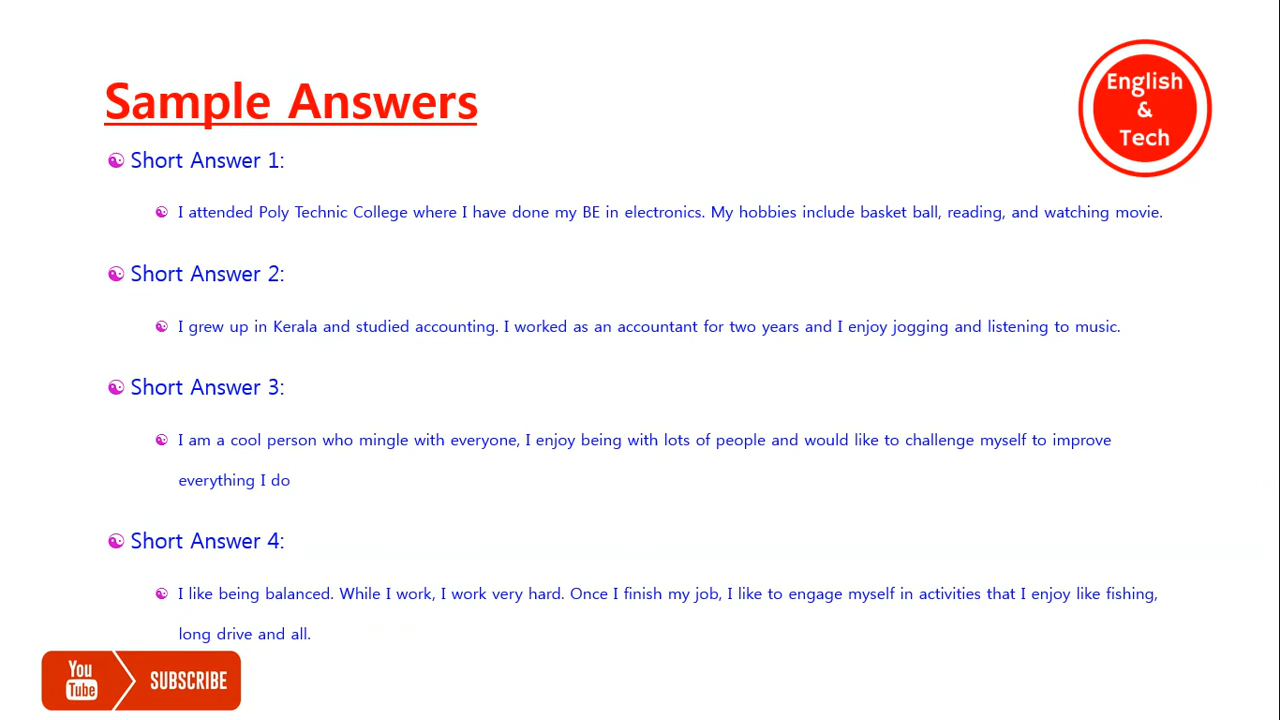 Sample Answers
English
&
Tech
Short Answer 1:
I attended Poly Technic College where I have done my BE in electronics. My hobbies include basket ball, reading, and watching movie.
Short Answer 2:
I grew up in Kerala and studied accounting. I worked as an accountant for two years and I enjoy jogging and listening to music.
Short Answer 3:
I am a cool person who mingle with everyone, I enjoy being with lots of people and would like to challenge myself to improve
everything I do
Short Answer 4:
I like being balanced. While I work, I work very hard. Once I finish my job, I like to engage myself in activities that I enjoy like fishing,
long drive and all.
You
Tube
SUBSCRIBE